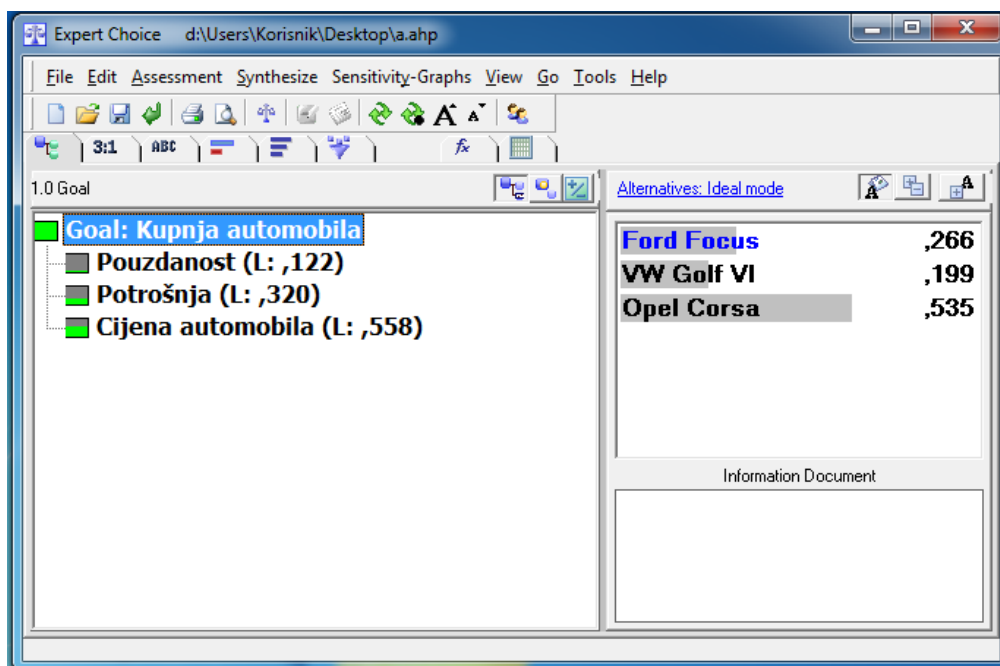 Expert Choice d:\Users\Korisnik\Desktop\a.ahp
File Edit Assessment Synthesize Sensitivity-Graphs View Go Tools Help
3:1 ABC fx
1.0 Goal
Goal: Kupnja automobila
Pouzdanost (L: ,122)
Potrošnja (L: ,320)
Cijena automobila (L: ,558)
Alternatives: Ideal mode
Ford Focus ,266
VW Golf VI ,199
Opel Corsa ,535
Information Document